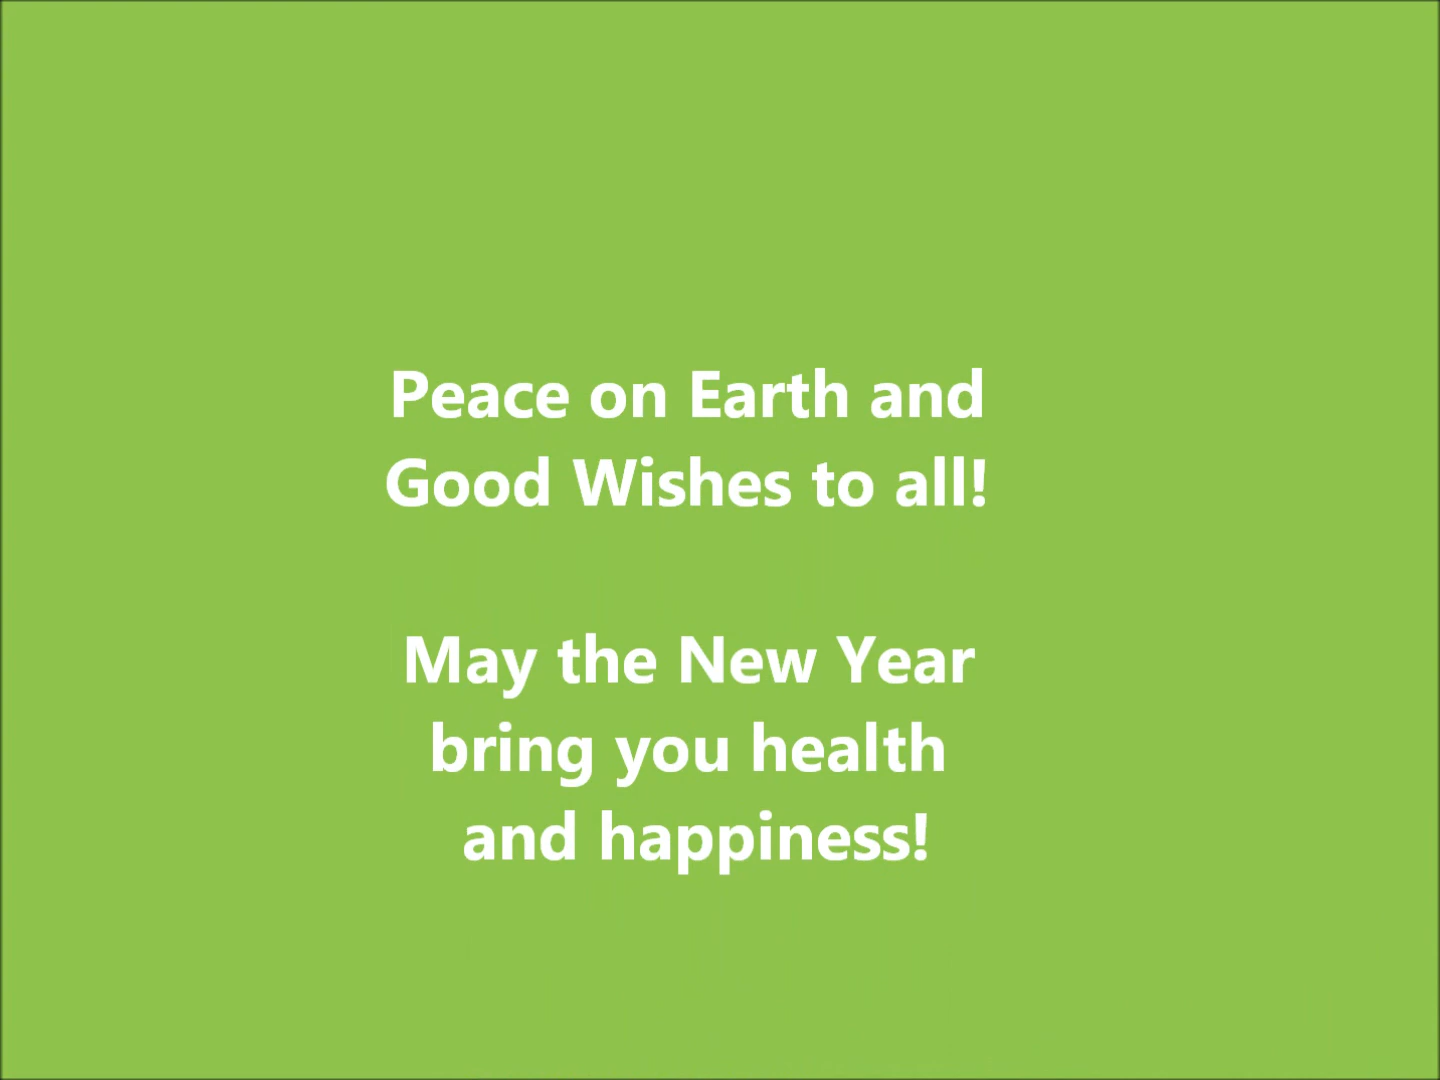 Peace on Earth and
Good Wishes to all!
May the New Year
bring you health
and happiness!